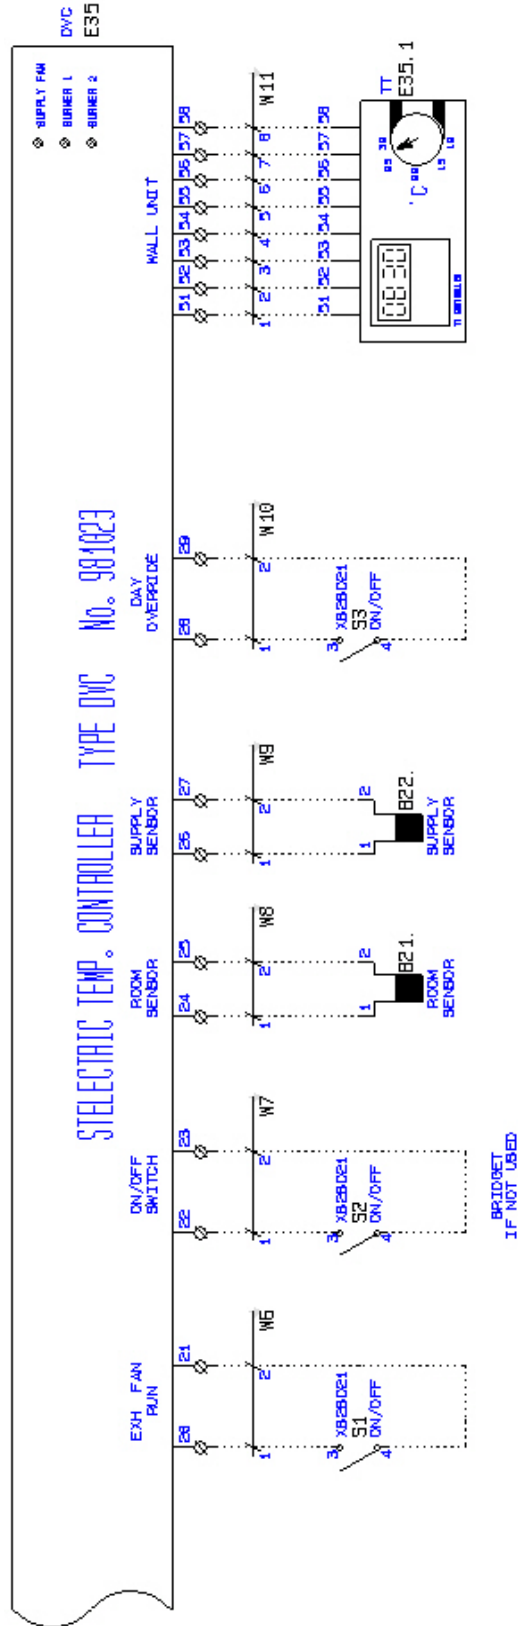 STELECTRIC TEMP. CONTROLLER TYPE DVC No. 981023
DVC
E35
SUPPLY FAN
BURNER 1
BURNER 2
EXH FAN
RUN
ON/OFF
SWITCH
ROOM
SENSOR
SUPPLY
SENSOR
DAY
OVERRIDE
WALL UNIT
21
22
23
24
25
26
27
29
51
52
53
54
55
56
57
58
1
2
W6
1
2
W7
1
2
W8
1
2
W9
1
2
W10
1
2
3
4
5
6
7
8
W11
3
XB2BD21
S1
ON/OFF
4
3
XB2BD21
S2
ON/OFF
4
BRIDGET
IF NOT USED
1
2
B21.
ROOM
SENSOR
1
2
B22.
SUPPLY
SENSOR
3
XB2BD21
S3
ON/OFF
4
51
52
53
54
55
56
57
58
TT
E35.1
°C